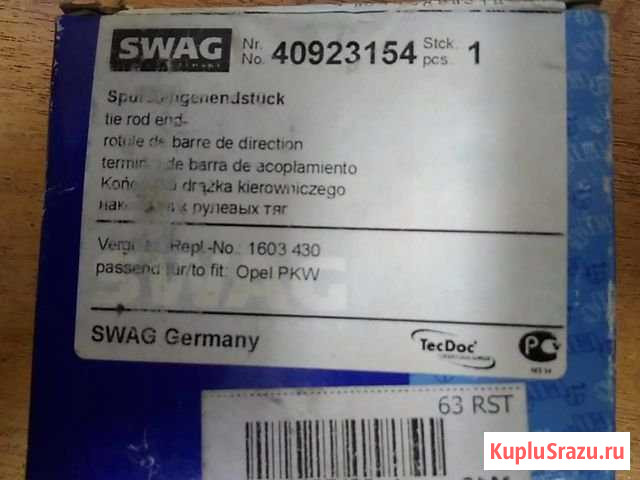 SWAG Nr. No. 40923154 Stck. pcs. 1
GERMANY
tie rod end-
rotule de barre de direction
de barra de acoplamiento
drążka kierowniczego
рулевых тяг
Repl-No.: 1603 430
passend für/to fit: Opel PKW
SWAG Germany
TecDoc
PC
63 RST
KupluSrazu.ru